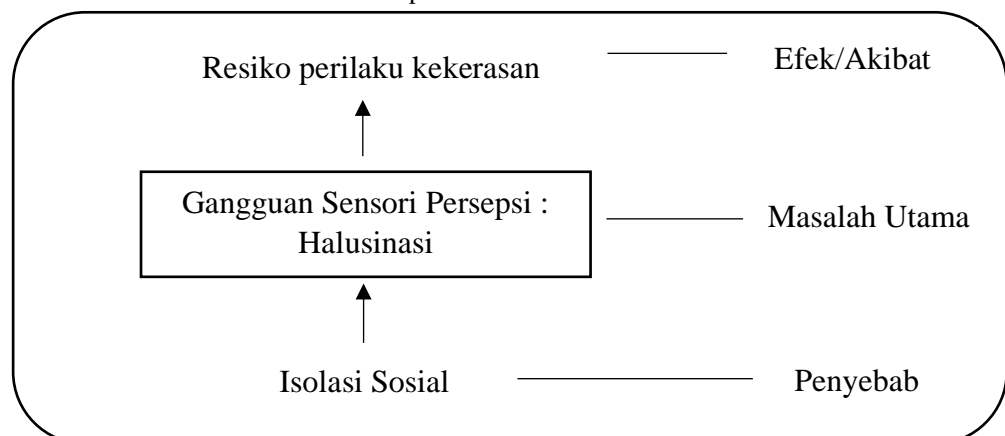 Resiko perilaku kekerasan
Efek/Akibat
Gangguan Sensori Persepsi :
Halusinasi
Masalah Utama
Isolasi Sosial
Penyebab